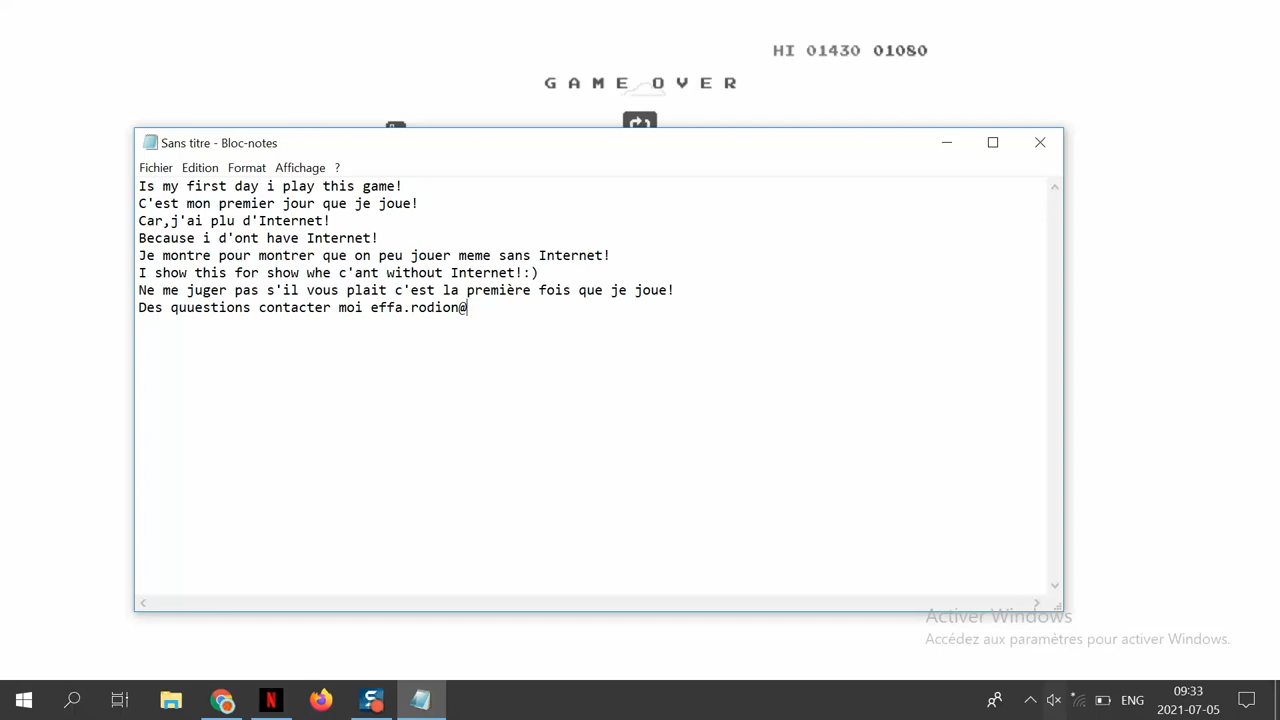 HI 01430 01080
GAME OVER
Sans titre - Bloc-notes
Fichier Edition Format Affichage ?
Is my first day i play this game!
C'est mon premier jour que je joue!
Car,j'ai plu d'Internet!
Because i d'ont have Internet!
Je montre pour montrer que on peu jouer meme sans Internet!
I show this for show whe c'ant without Internet!:)
Ne me juger pas s'il vous plait c'est la première fois que je joue!
Des quuestions contacter moi effa.rodion@
Activer Windows
Accédez aux paramètres pour activer Windows.
ENG
09:33
2021-07-05